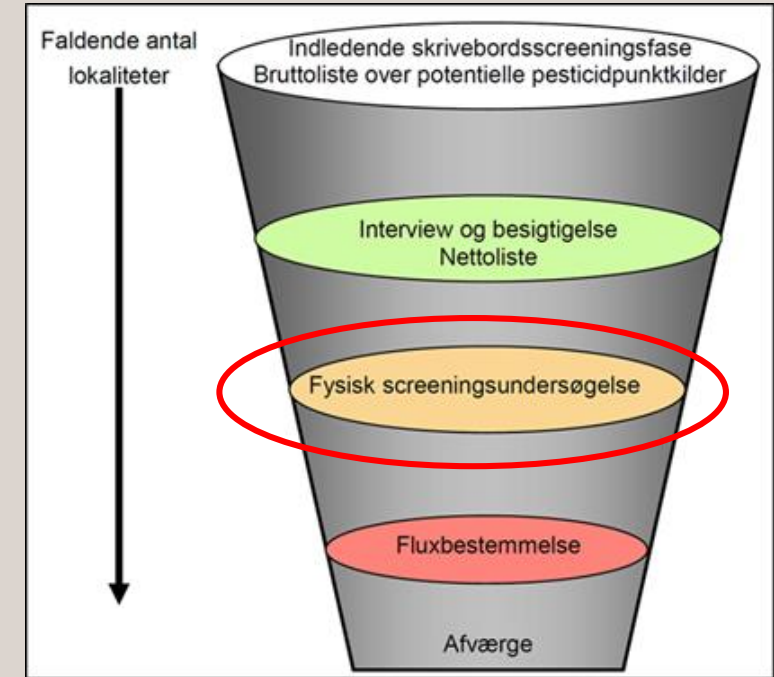 Faldende antal
lokaliteter
Indledende skrivebordsscreeningsfase
Bruttoliste over potentielle pesticidpunktkilder
Interview og besigtigelse
Nettoliste
Fysisk screeningsundersøgelse
Fluxbestemmelse
Afværge